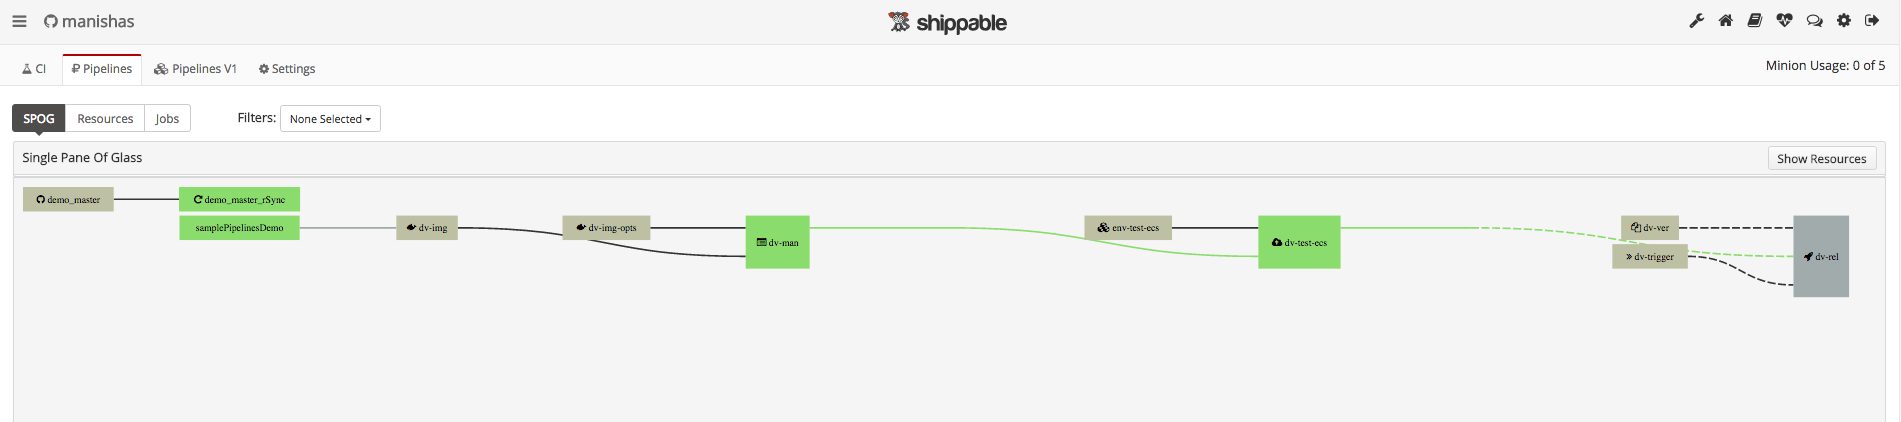 manishas
shippable
CI Pipelines Pipelines V1 Settings
Minion Usage: 0 of 5
SPOG Resources Jobs Filters: None Selected
Single Pane Of Glass
Show Resources
demo_master demo_master_rSync
samplePipelinesDemo dv-img dv-img-opts dv-man env-test-ecs dv-test-ecs dv-ver
dv-trigger dv-rel